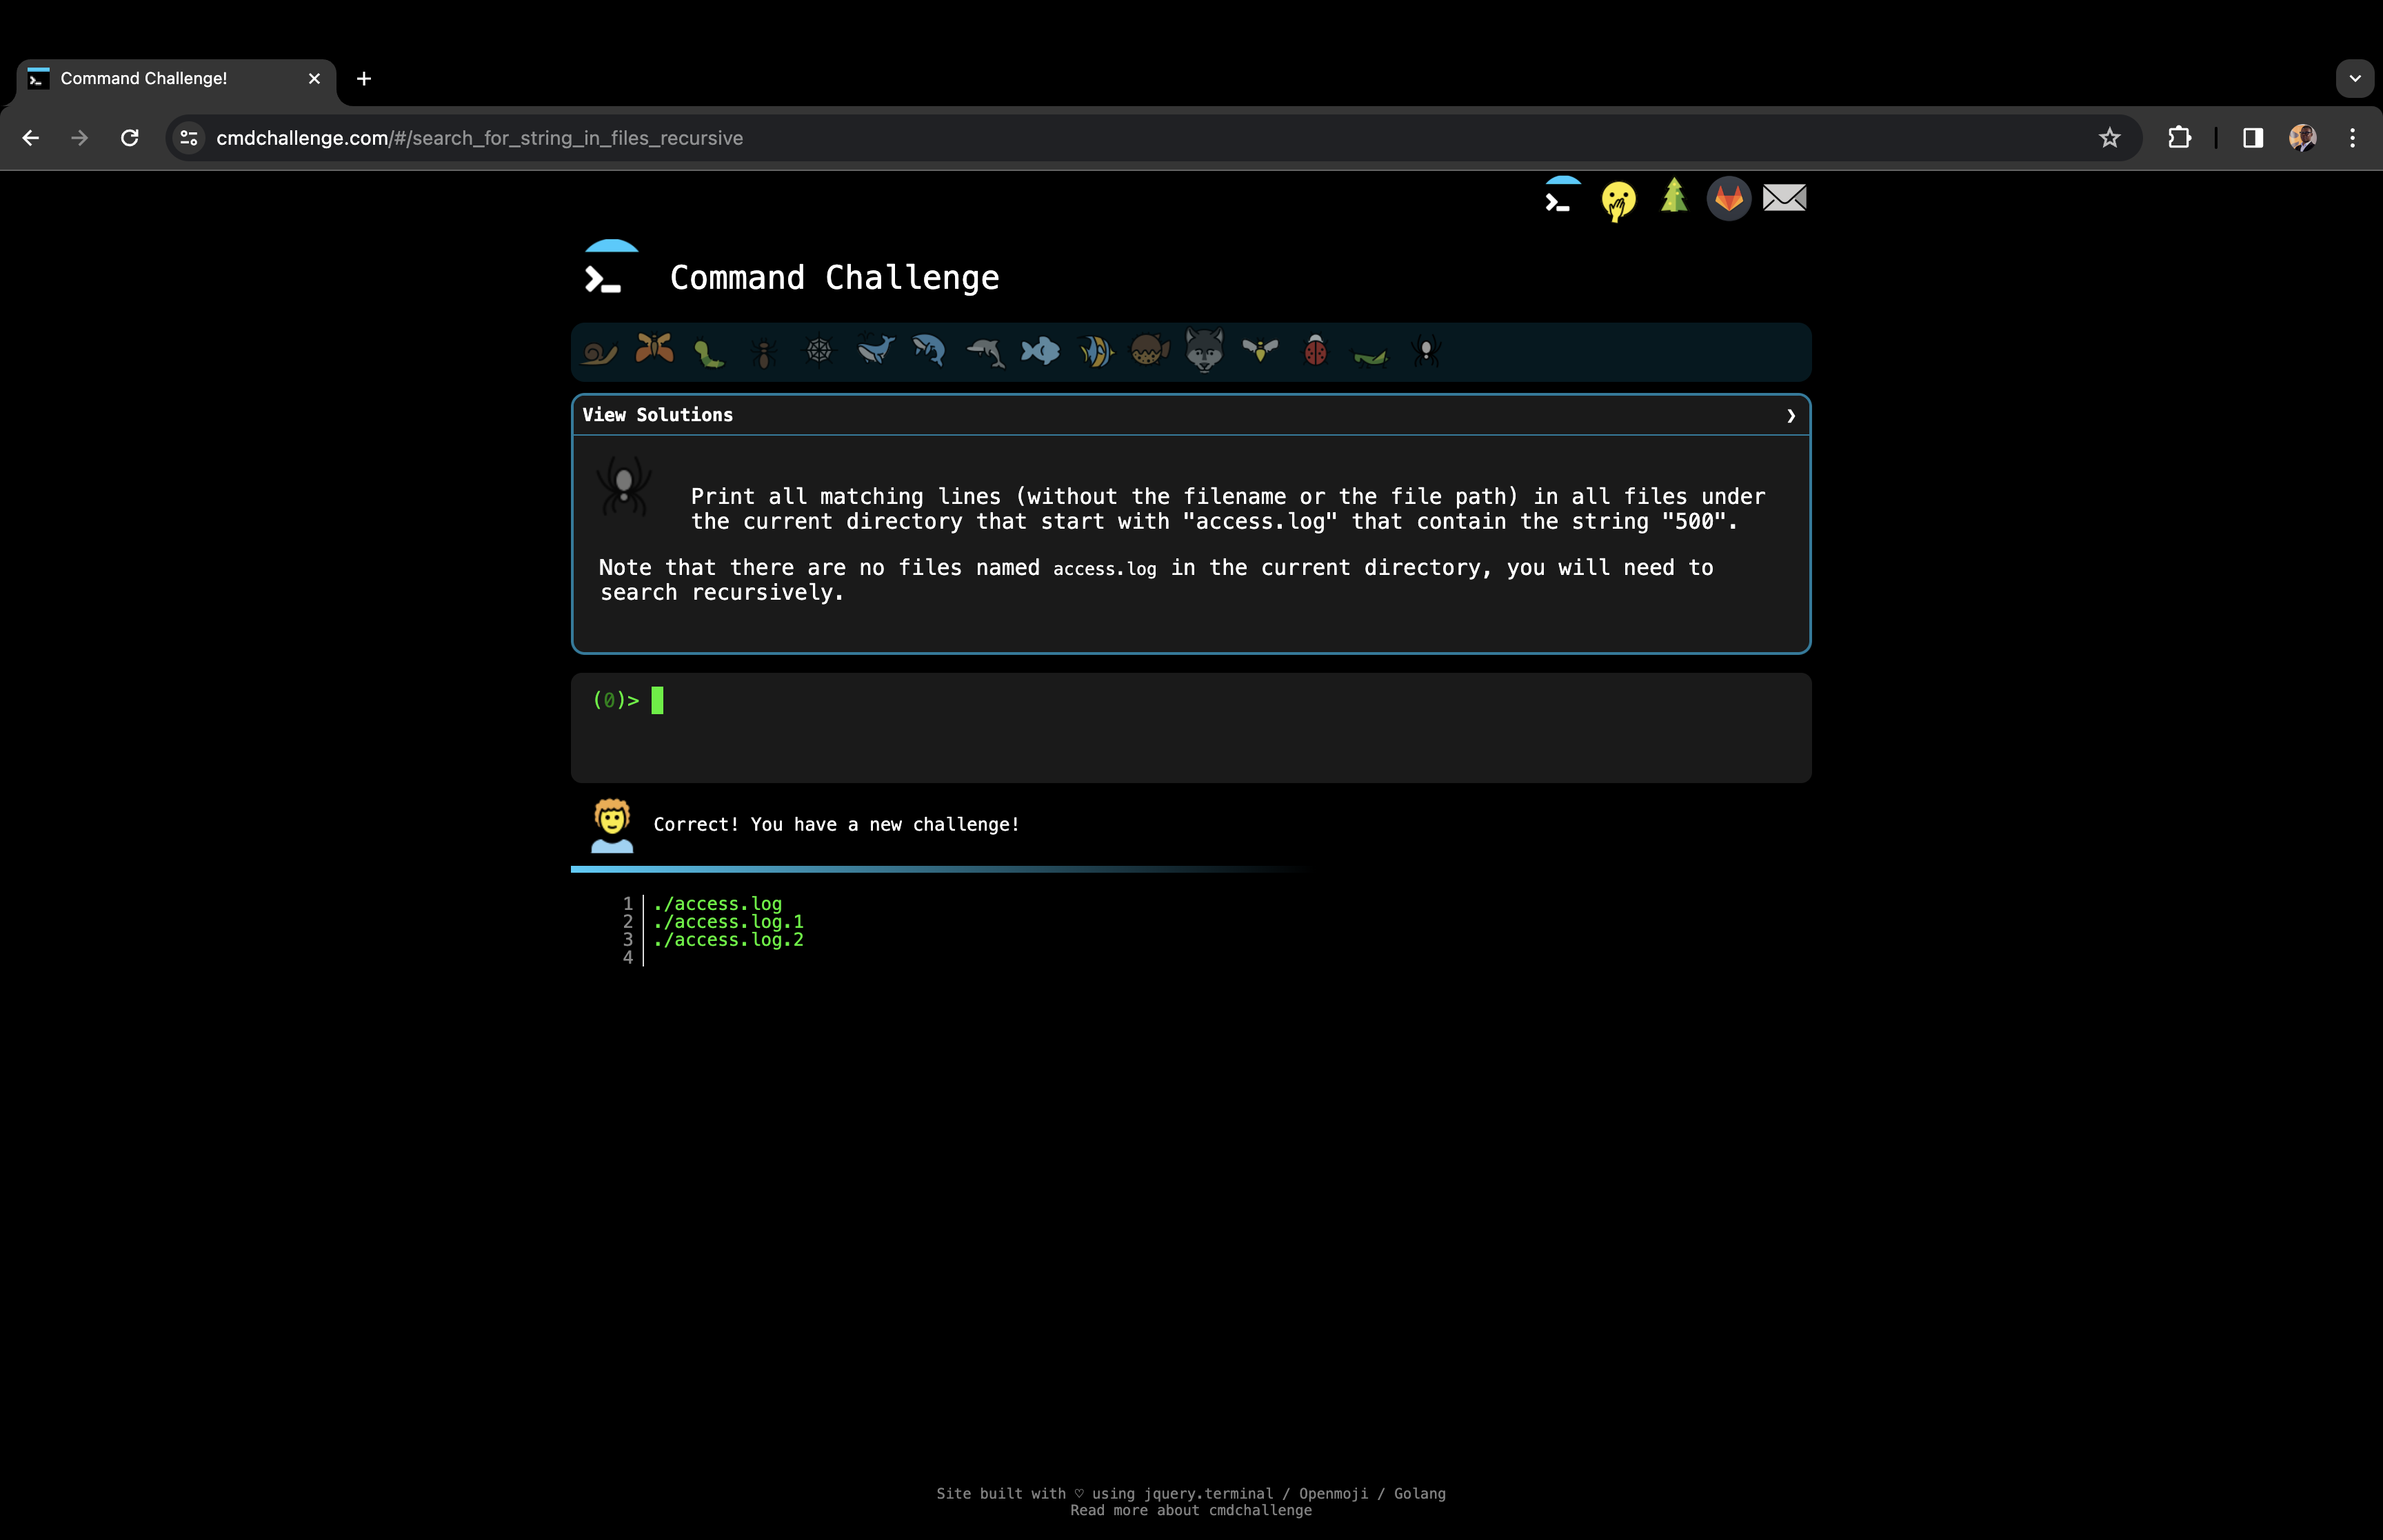 Command Challenge!
cmdchallenge.com/#/search_for_string_in_files_recursive
Command Challenge
View Solutions
Print all matching lines (without the filename or the file path) in all files under
the current directory that start with "access.log" that contain the string "500".
Note that there are no files named access.log in the current directory, you will need to
search recursively.
(0)>
Correct! You have a new challenge!
1 ./access.log
2 ./access.log.1
3 ./access.log.2
4
Site built with ♡ using jquery.terminal / Openmoji / Golang
Read more about cmdchallenge